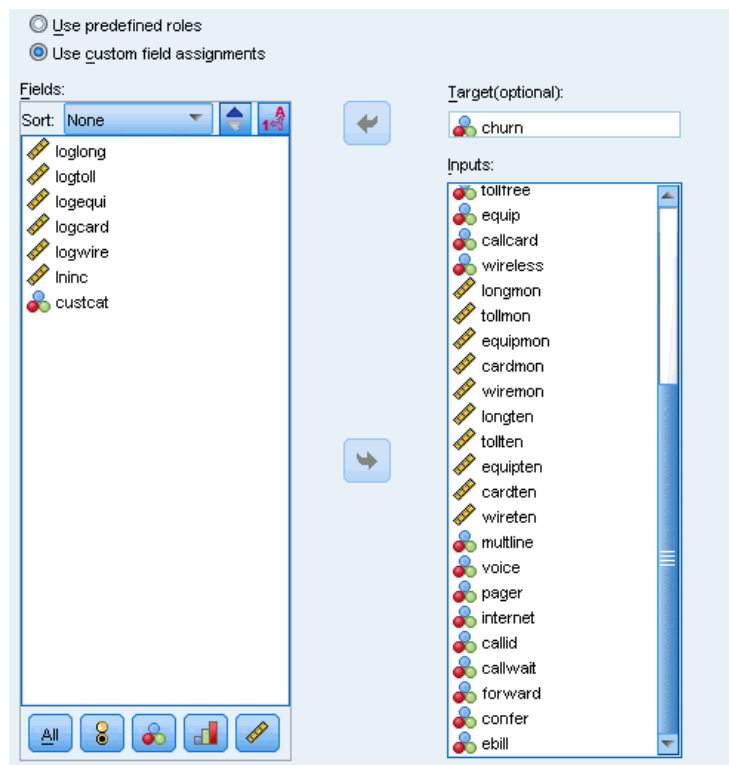 Use predefined roles
Use custom field assignments
Fields:
Sort: None
loglong
logtoll
logequi
logcard
logwire
lninc
custcat
All
Target(optional):
churn
Inputs:
tollfree
equip
callcard
wireless
longmon
tollmon
equipmon
cardmon
wiremon
longten
tollten
equipten
cardten
wireten
multline
voice
pager
internet
callid
callwait
forward
confer
ebill